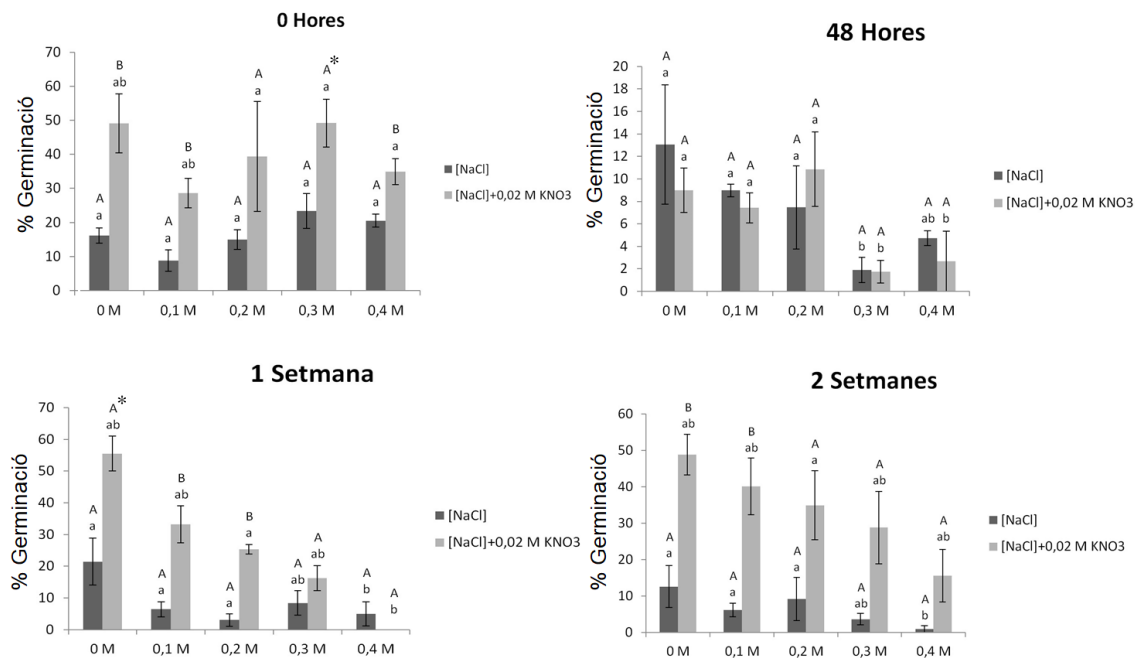 0 Hores
% Germinació
70
60
50
40
30
20
10
0
B
ab
A
a
B
ab
A
a
A
a
A
a
A*
a
A
a
B
a
A
a
0 M
0,1 M
0,2 M
0,3 M
0,4 M
[NaCl]
[NaCl]+0,02 M KNO3
48 Hores
% Germinació
20
18
16
14
12
10
8
6
4
2
0
A
a
A
a
A
a
A
a
A
a
A
a
A
b
A
b
A
ab
A
b
0 M
0,1 M
0,2 M
0,3 M
0,4 M
[NaCl]
[NaCl]+0,02 M KNO3
1 Setmana
% Germinació
70
60
50
40
30
20
10
0
A
a
A*
ab
A
a
B
ab
A
a
B
a
A
ab
A
ab
A
b
A
b
0 M
0,1 M
0,2 M
0,3 M
0,4 M
[NaCl]
[NaCl]+0,02 M KNO3
2 Setmanes
% Germinació
60
50
40
30
20
10
0
A
a
B
ab
A
a
B
ab
A
a
A
a
A
ab
A
ab
A
b
A
ab
0 M
0,1 M
0,2 M
0,3 M
0,4 M
[NaCl]
[NaCl]+0,02 M KNO3